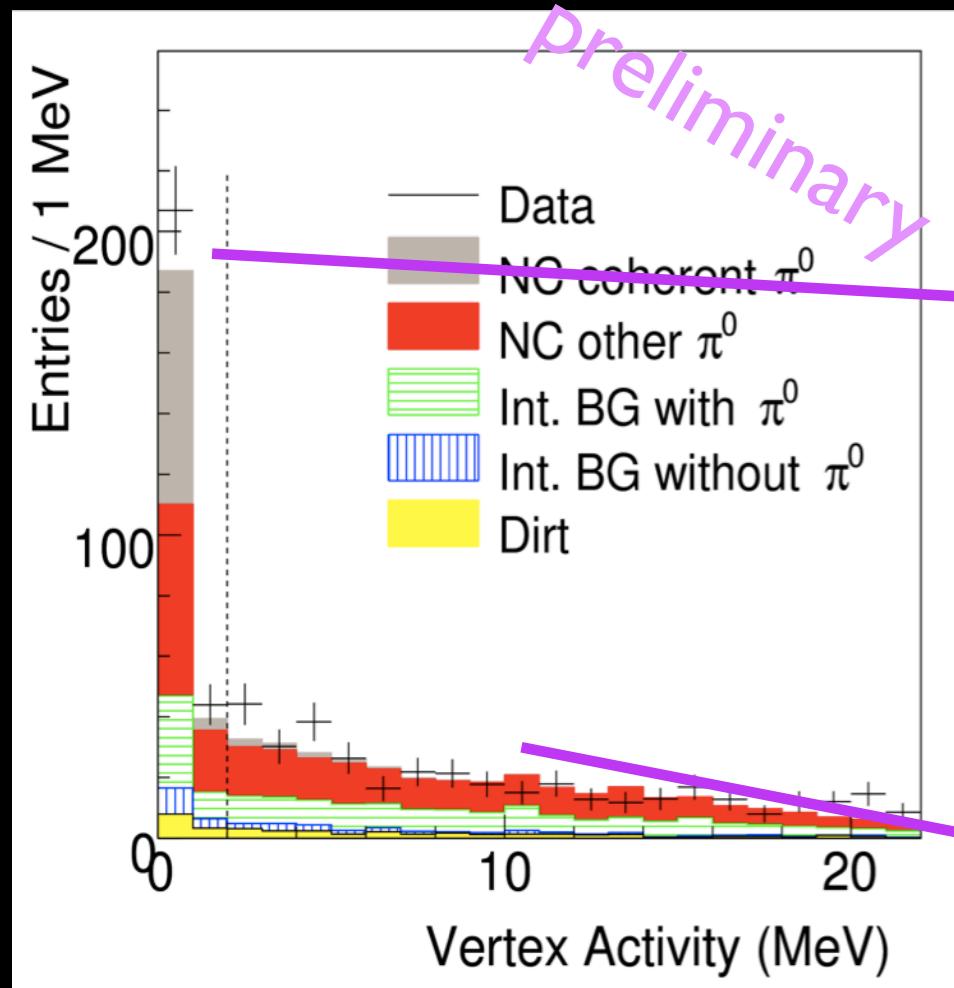 preliminary
Entries / 1 MeV
200
100
0
Data
NC coherent π⁰
NC other π⁰
Int. BG with π⁰
Int. BG without π⁰
Dirt
0 10 20
Vertex Activity (MeV)